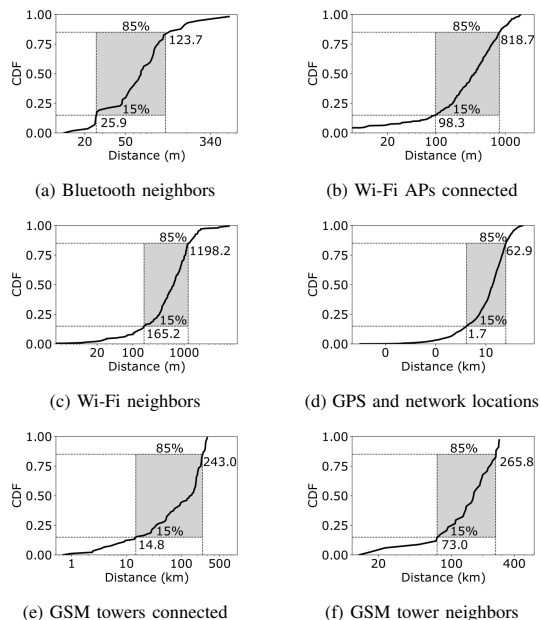 1.00
0.75
0.50
0.25
0.00
CDF
85%
123.7
15%
25.9
20 50 340
Distance (m)
(a) Bluetooth neighbors
1.00
0.75
0.50
0.25
0.00
CDF
85%
818.7
15%
98.3
20 100 1000
Distance (m)
(b) Wi-Fi APs connected
1.00
0.75
0.50
0.25
0.00
CDF
85%
1198.2
15%
165.2
20 100 1000
Distance (m)
(c) Wi-Fi neighbors
1.00
0.75
0.50
0.25
0.00
CDF
85%
62.9
15%
1.7
0 0 10
Distance (km)
(d) GPS and network locations
1.00
0.75
0.50
0.25
0.00
CDF
85%
243.0
15%
14.8
1 10 100 500
Distance (km)
(e) GSM towers connected
1.00
0.75
0.50
0.25
0.00
CDF
85%
265.8
15%
73.0
20 100 400
Distance (km)
(f) GSM tower neighbors